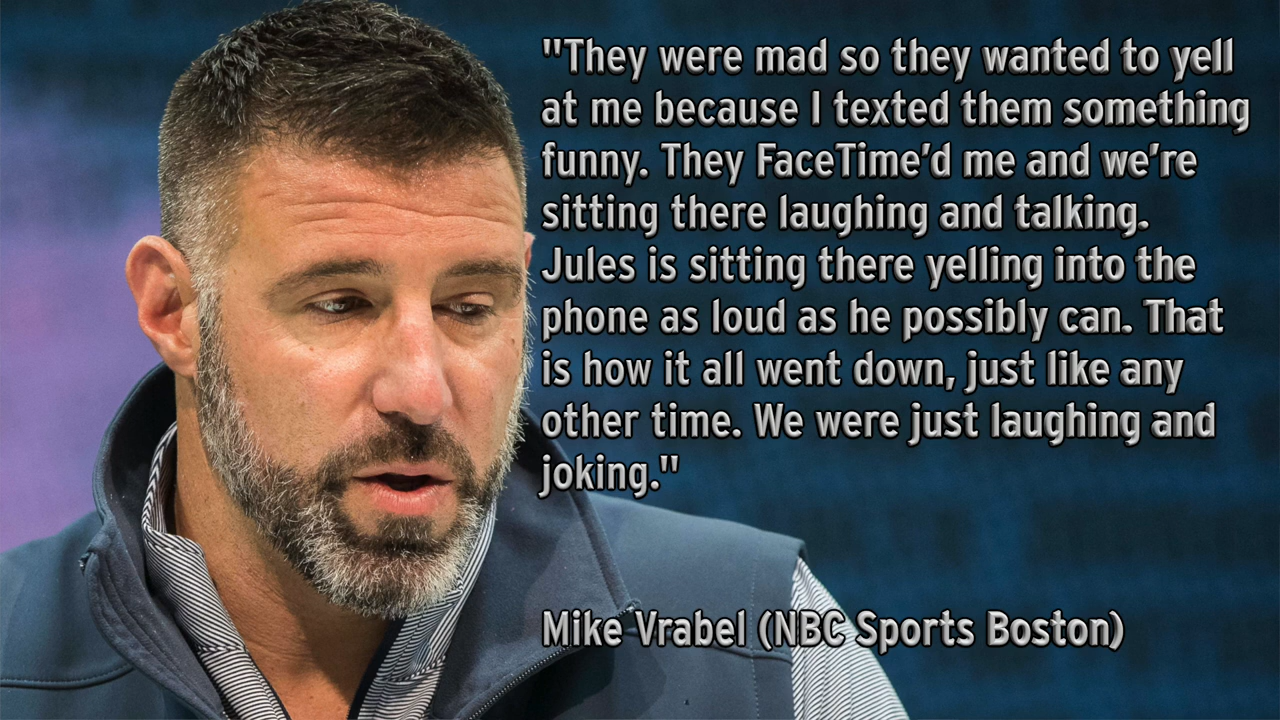 "They were mad so they wanted to yell
at me because I texted them something
funny. They FaceTime'd me and we're
sitting there laughing and talking.
Jules is sitting there yelling into the
phone as loud as he possibly can. That
is how it all went down, just like any
other time. We were just laughing and
joking."
Mike Vrabel (NBC Sports Boston)